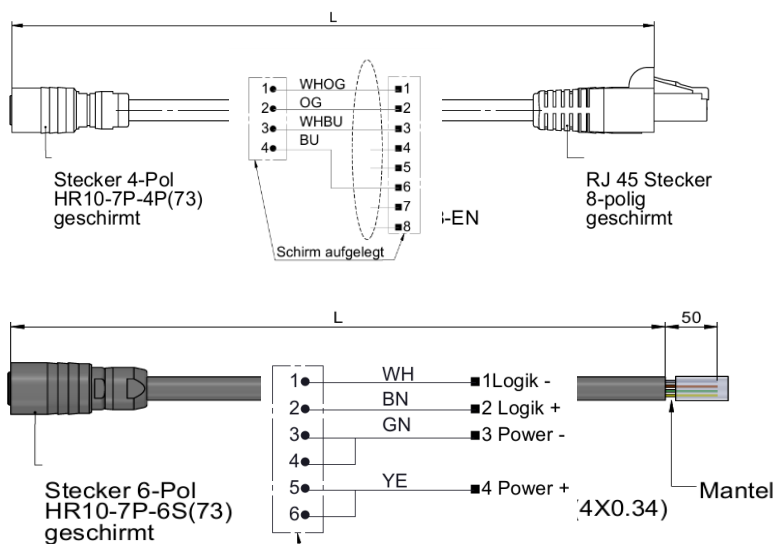 L
1 WHOG 1
2 OG 2
3 WHBU 3
4 BU 4
5
6
7
8
Stecker 4-Pol
HR10-7P-4P(73)
geschirmt
RJ 45 Stecker
8-polig
geschirmt
-EN
Schirm aufgelegt
L
50
1 WH 1Logik -
2 BN 2 Logik +
3 GN 3 Power -
4
5 YE 4 Power +
6
4X0.34)
Stecker 6-Pol
HR10-7P-6S(73)
geschirmt
Mantel